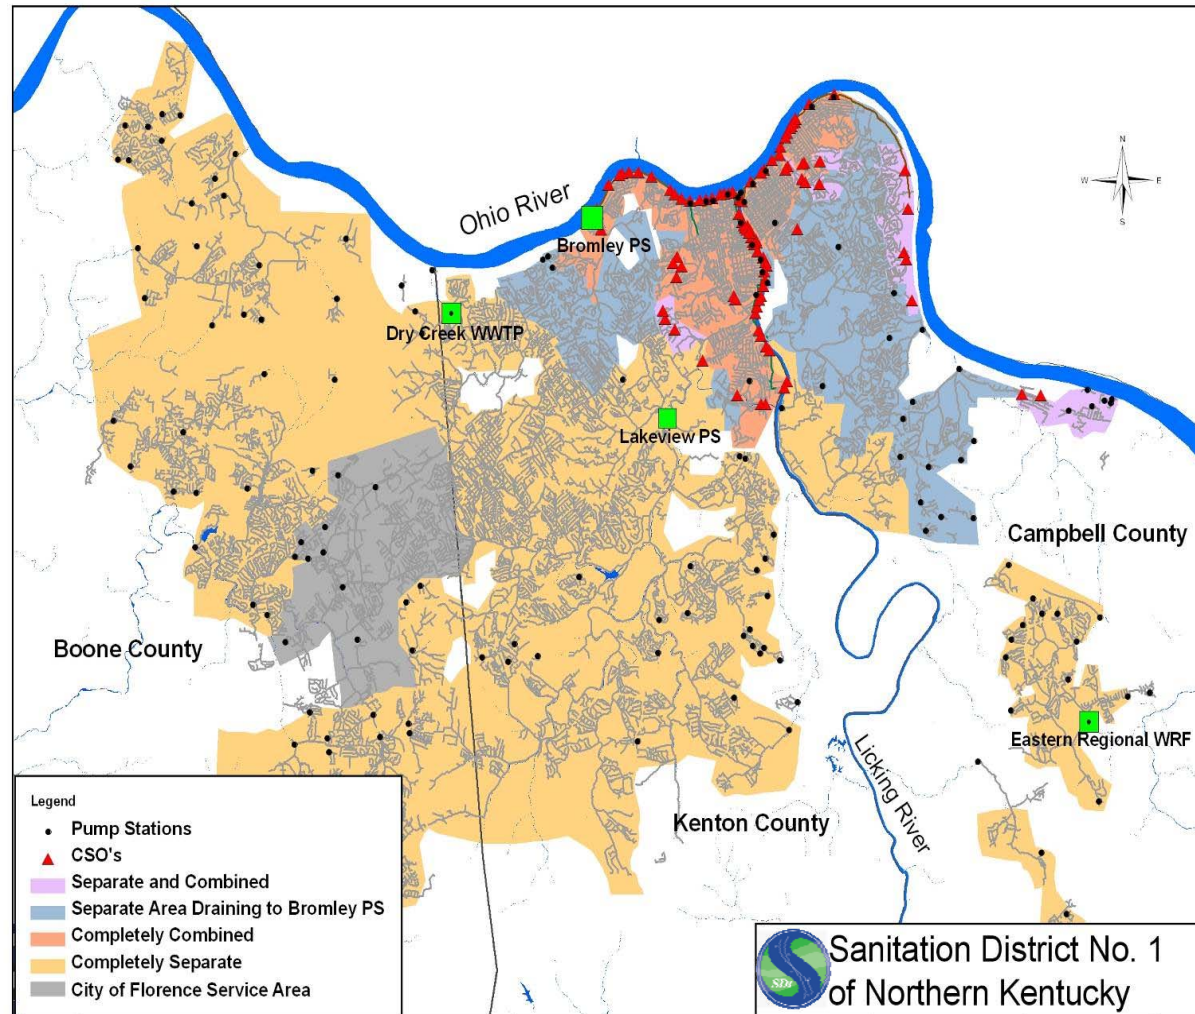 N
W
E
S
Ohio River
Bromley PS
Dry Creek WWTP
Lakeview PS
Campbell County
Boone County
Eastern Regional WRF
Licking River
Kenton County
Legend
Pump Stations
CSO's
Separate and Combined
Separate Area Draining to Bromley PS
Completely Combined
Completely Separate
City of Florence Service Area
SD1
Sanitation District No. 1
of Northern Kentucky